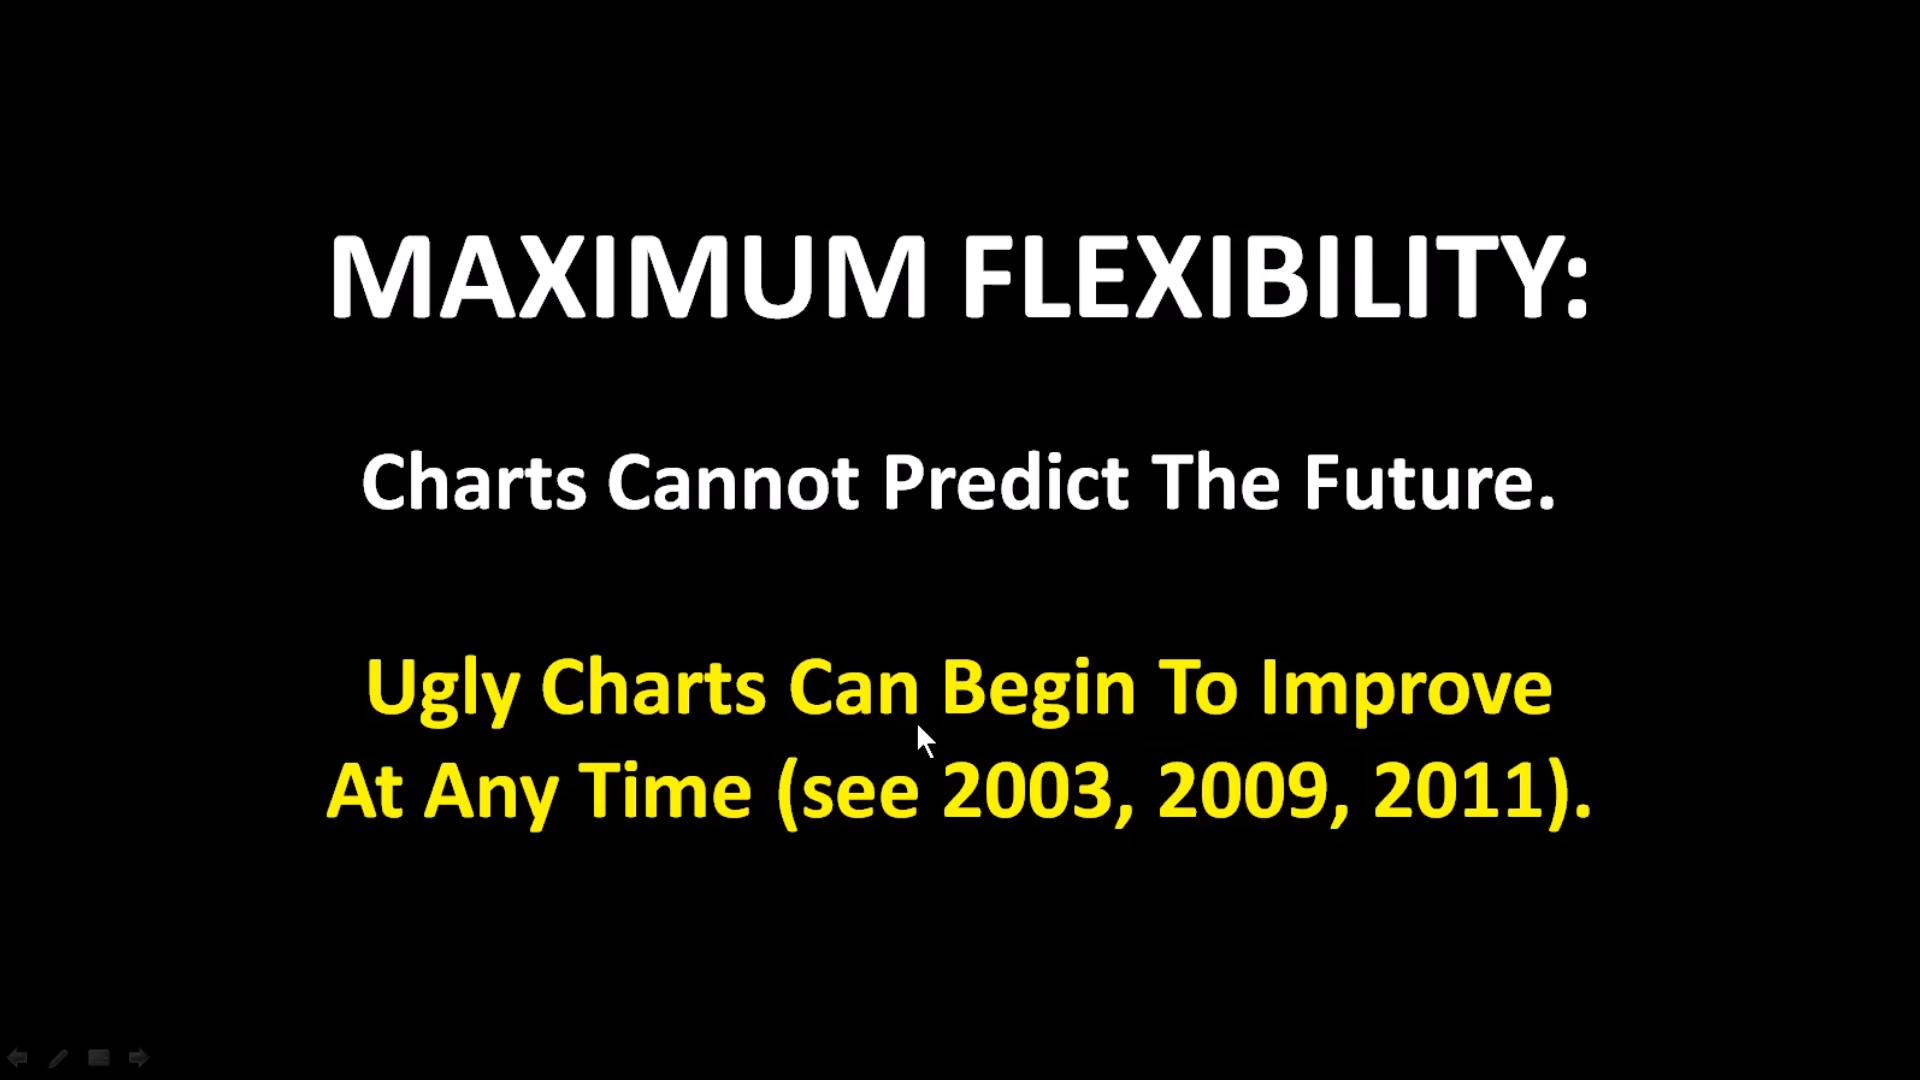 MAXIMUM FLEXIBILITY:
Charts Cannot Predict The Future.
Ugly Charts Can Begin To Improve
At Any Time (see 2003, 2009, 2011).